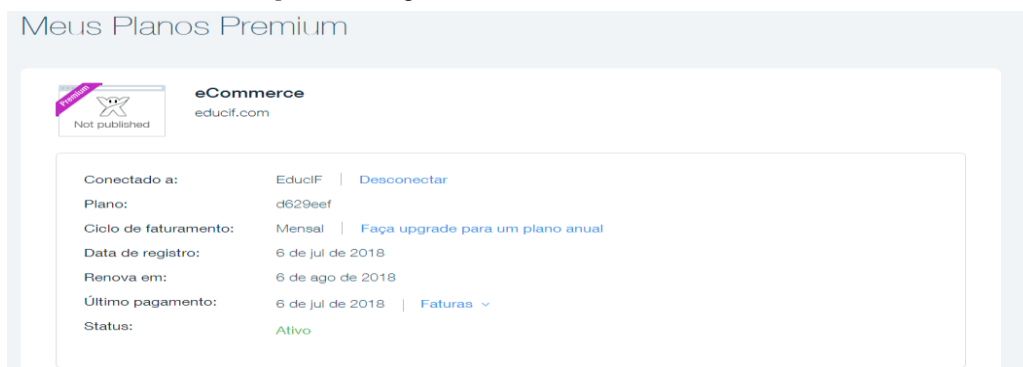 Meus Planos Premium
Premium
Not published
eCommerce
educif.com
Conectado a: EducIF | Desconectar
Plano: d629eef
Ciclo de faturamento: Mensal | Faça upgrade para um plano anual
Data de registro: 6 de jul de 2018
Renova em: 6 de ago de 2018
Último pagamento: 6 de jul de 2018 | Faturas
Status: Ativo